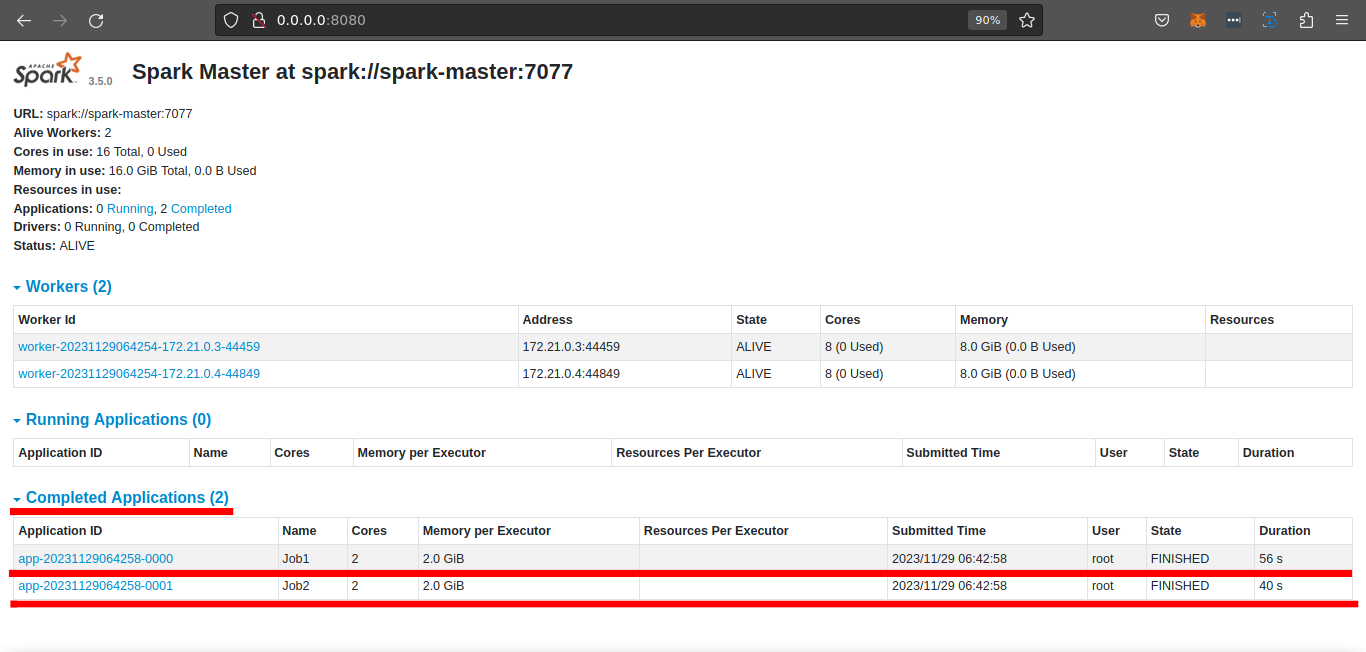 0.0.0.0:8080 90%
APACHE
Spark 3.5.0 Spark Master at spark://spark-master:7077
URL: spark://spark-master:7077
Alive Workers: 2
Cores in use: 16 Total, 0 Used
Memory in use: 16.0 GiB Total, 0.0 B Used
Resources in use:
Applications: 0 Running, 2 Completed
Drivers: 0 Running, 0 Completed
Status: ALIVE
Workers (2)
Worker Id Address State Cores Memory Resources
worker-20231129064254-172.21.0.3-44459 172.21.0.3:44459 ALIVE 8 (0 Used) 8.0 GiB (0.0 B Used)
worker-20231129064254-172.21.0.4-44849 172.21.0.4:44849 ALIVE 8 (0 Used) 8.0 GiB (0.0 B Used)
Running Applications (0)
Application ID Name Cores Memory per Executor Resources Per Executor Submitted Time User State Duration
Completed Applications (2)
Application ID Name Cores Memory per Executor Resources Per Executor Submitted Time User State Duration
app-20231129064258-0000 Job1 2 2.0 GiB 2023/11/29 06:42:58 root FINISHED 56 s
app-20231129064258-0001 Job2 2 2.0 GiB 2023/11/29 06:42:58 root FINISHED 40 s